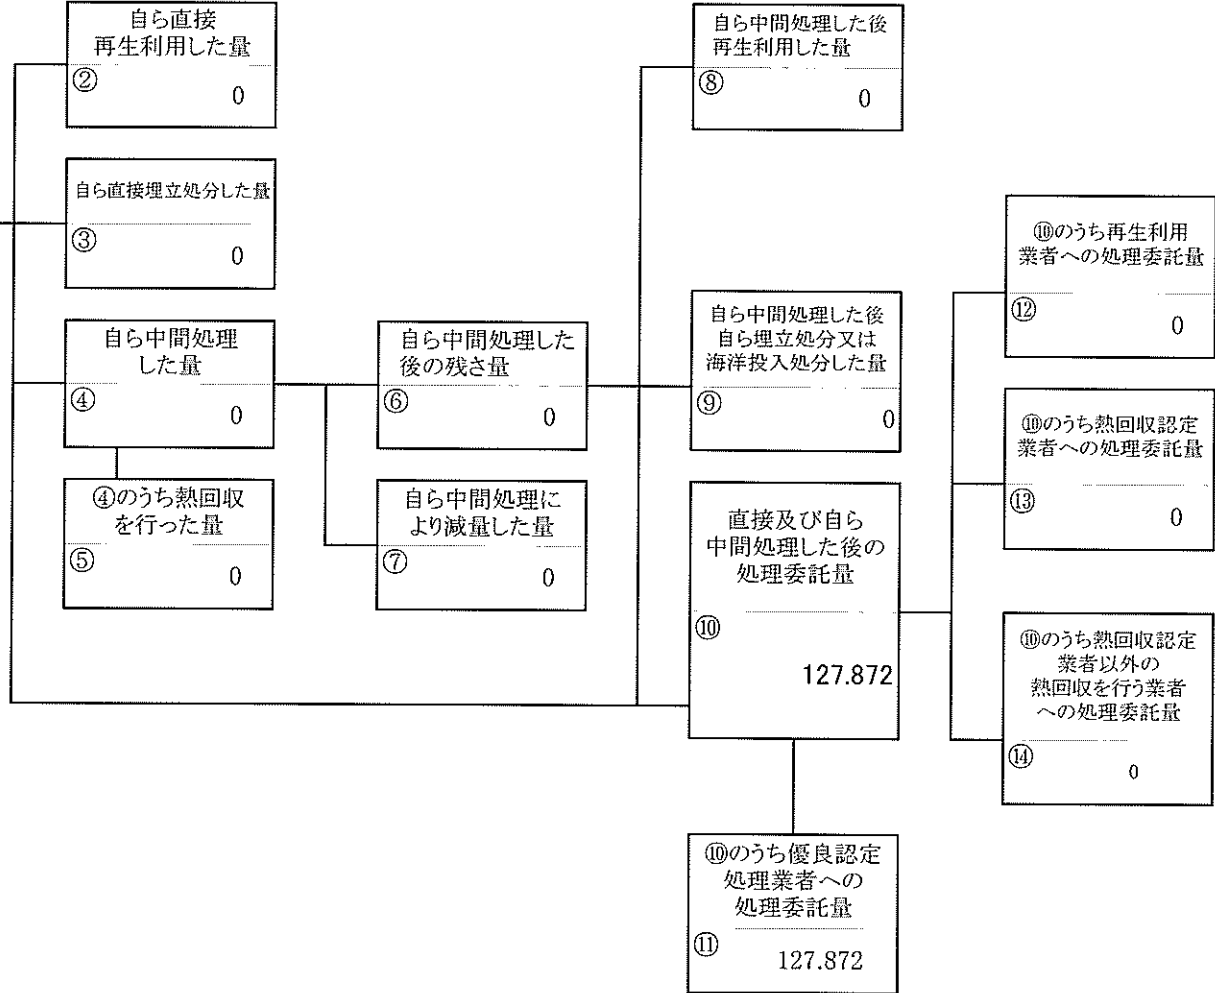 自ら直接
再生利用した量
②
0
自ら直接埋立処分した量
③
0
自ら中間処理
した量
④
0
④のうち熱回収
を行った量
⑤
0
自ら中間処理した
後の残さ量
⑥
0
自ら中間処理に
より減量した量
⑦
0
自ら中間処理した後
再生利用した量
⑧
0
自ら中間処理した後
自ら埋立処分又は
海洋投入処分した量
⑨
0
直接及び自ら
中間処理した後の
処理委託量
⑩
127.872
⑩のうち優良認定
処理業者への
処理委託量
⑪
127.872
⑩のうち再生利用
業者への処理委託量
⑫
0
⑩のうち熱回収認定
業者への処理委託量
⑬
0
⑩のうち熱回収認定
業者以外の
熱回収を行う業者
への処理委託量
⑭
0 0